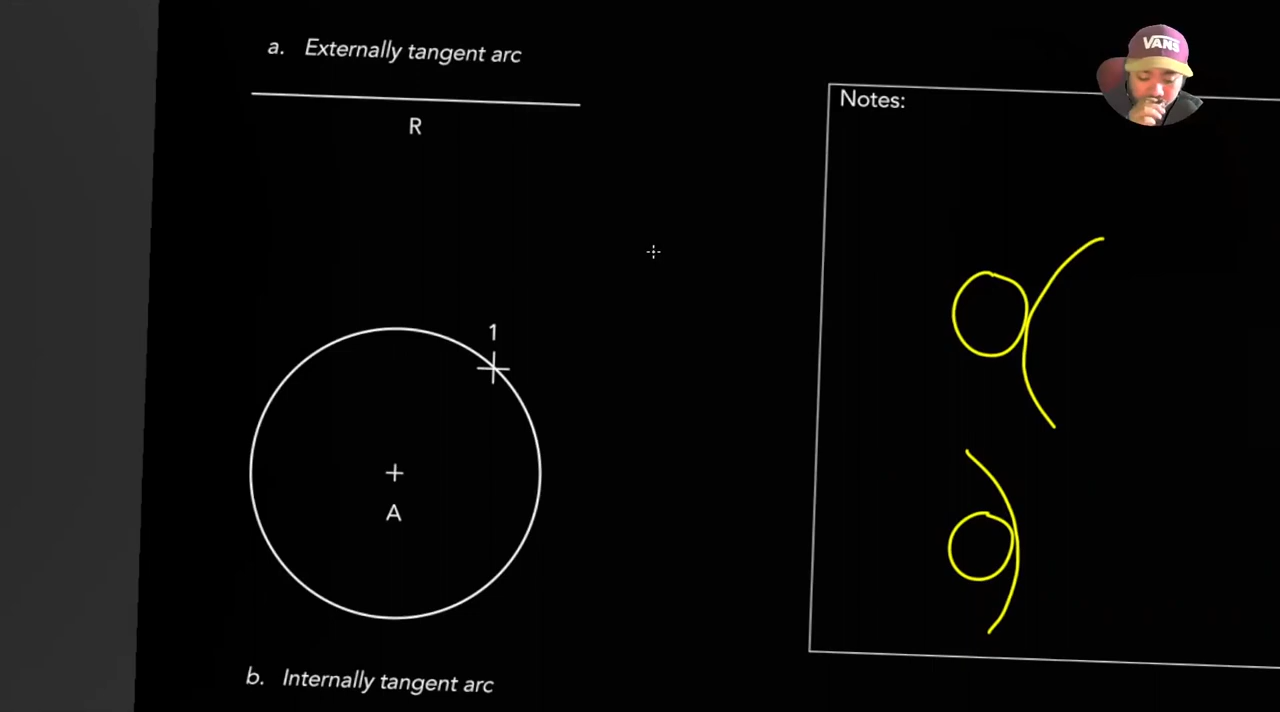 a. Externally tangent arc
R
Notes:
VANS
1
A
b. Internally tangent arc